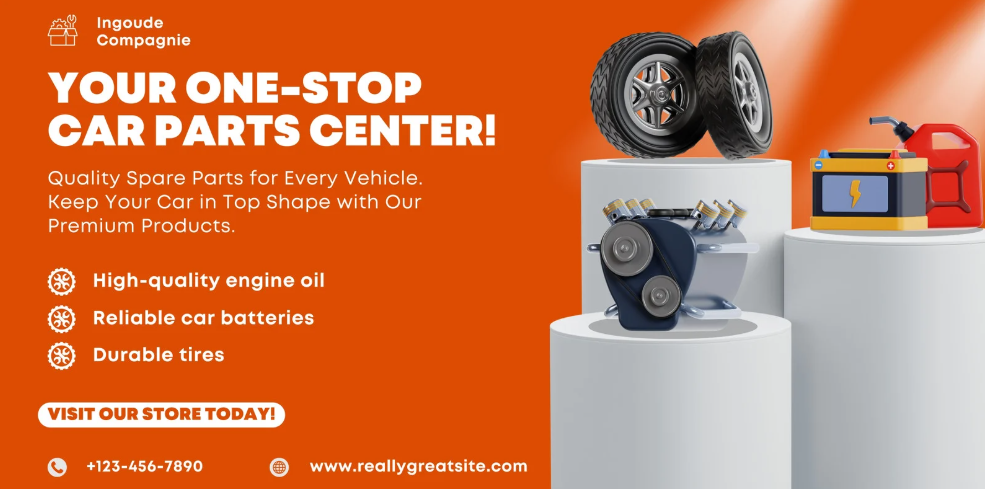 Ingoude
Compagnie
YOUR ONE-STOP
CAR PARTS CENTER!
Quality Spare Parts for Every Vehicle.
Keep Your Car in Top Shape with Our
Premium Products.
High-quality engine oil
Reliable car batteries
Durable tires
VISIT OUR STORE TODAY!
+123-456-7890
www.reallygreatsite.com